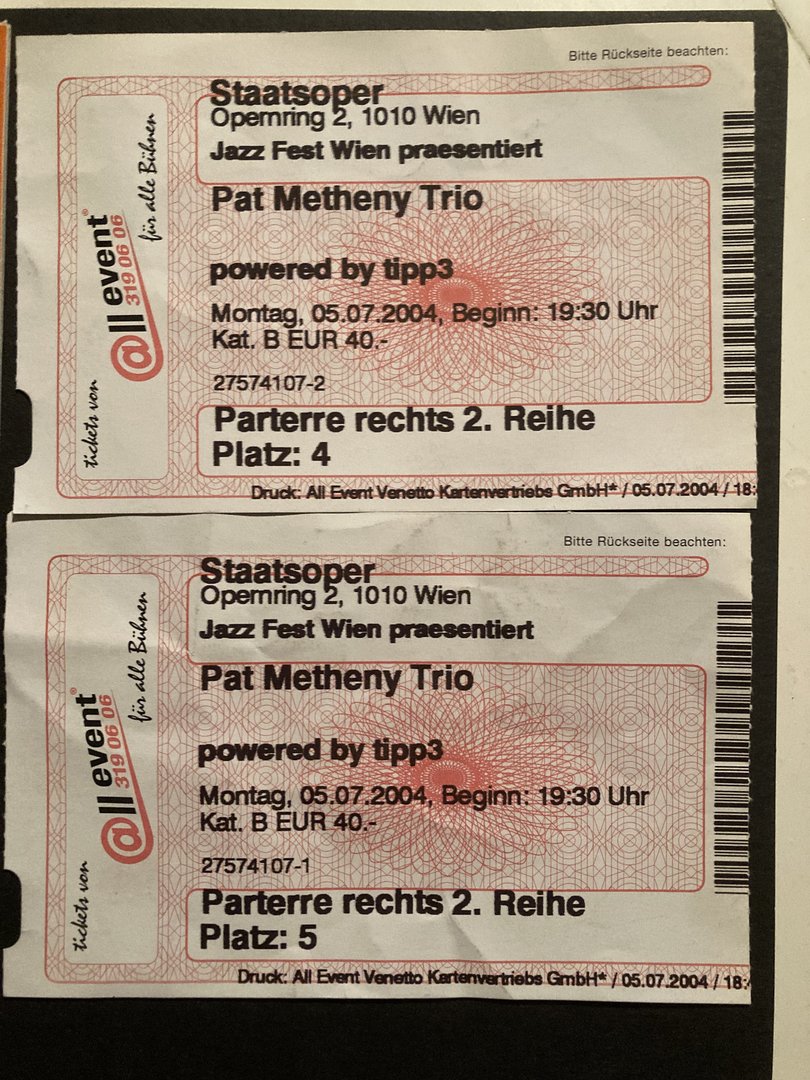 Bitte Rückseite beachten:
Staatsoper
Opernring 2, 1010 Wien
Jazz Fest Wien praesentiert
Pat Metheny Trio
powered by tipp3
Montag, 05.07.2004, Beginn: 19:30 Uhr
Kat. B EUR 40.-
27574107-2
Parterre rechts 2. Reihe
Platz: 4
Druck: All Event Venetto Kartenvertriebs GmbH* / 05.07.2004 / 18:
tickets von
@ll event®
319 06 06
für alle Bühnen
Bitte Rückseite beachten:
Staatsoper
Opernring 2, 1010 Wien
Jazz Fest Wien praesentiert
Pat Metheny Trio
powered by tipp3
Montag, 05.07.2004, Beginn: 19:30 Uhr
Kat. B EUR 40.-
27574107-1
Parterre rechts 2. Reihe
Platz: 5
Druck: All Event Venetto Kartenvertriebs GmbH* / 05.07.2004 / 18:
tickets von
@ll event®
319 06 06
für alle Bühnen